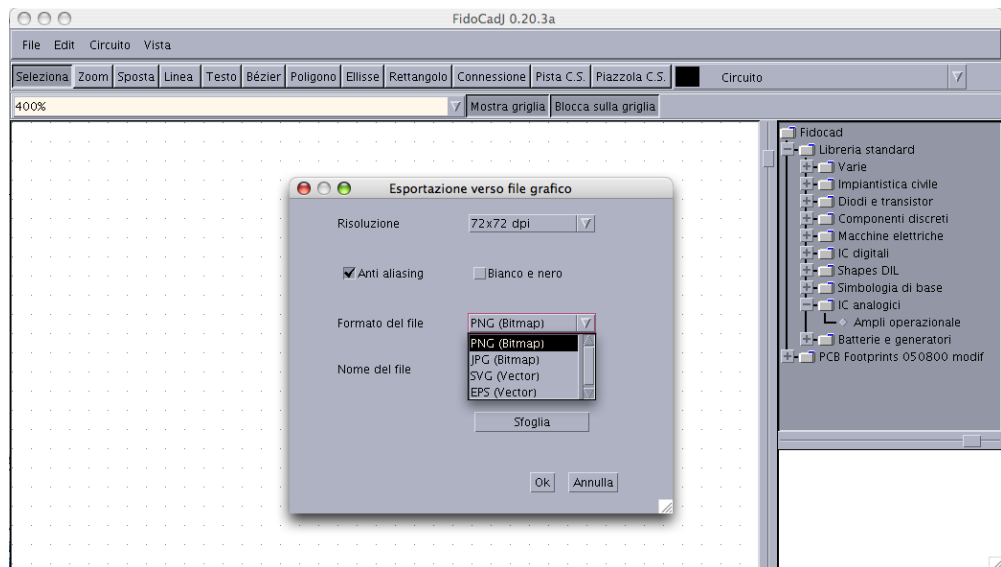 FidoCadJ 0.20.3a
File Edit Circuito Vista
Seleziona Zoom Sposta Linea Testo Bézier Poligono Ellisse Rettangolo Connessione Pista C.S. Piazzola C.S. Circuito
400% Mostra griglia Blocca sulla griglia
Fidocad
Libreria standard
Varie
Impiantistica civile
Diodi e transistor
Componenti discreti
Macchine elettriche
IC digitali
Shapes DIL
Simbologia di base
IC analogici
Ampli operazionale
Batterie e generatori
PCB Footprints 050800 modif
Esportazione verso file grafico
Risoluzione 72x72 dpi
Anti aliasing Bianco e nero
Formato del file PNG (Bitmap)
PNG (Bitmap)
JPG (Bitmap)
SVG (Vector)
EPS (Vector)
Nome del file
Sfoglia
Ok Annulla